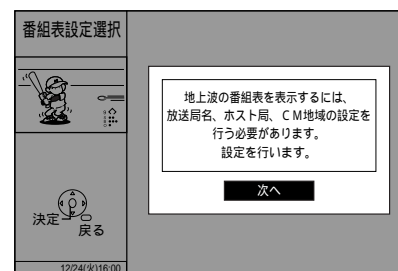 番組表設定選択
地上波の番組表を表示するには、
放送局名、ホスト局、ＣＭ地域の設定を
行う必要があります。
設定を行います。
次へ
決定
戻る
12/24(火)16:00